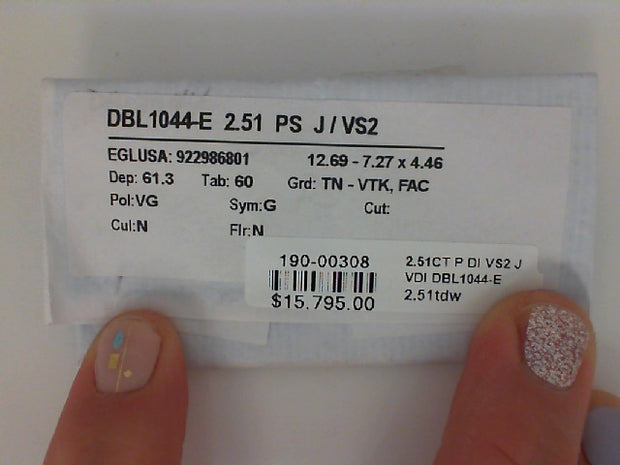 DBL1044-E 2.51 PS J / VS2
EGLUSA: 922986801 12.69 - 7.27 x 4.46
Dep: 61.3 Tab: 60 Grd: TN - VTK, FAC
Pol:VG Sym:G Cut:
Cul:N Flr:N
190-00308
$15,795.00
2.51CT P DI VS2 J
VDI DBL1044-E
2.51tdw